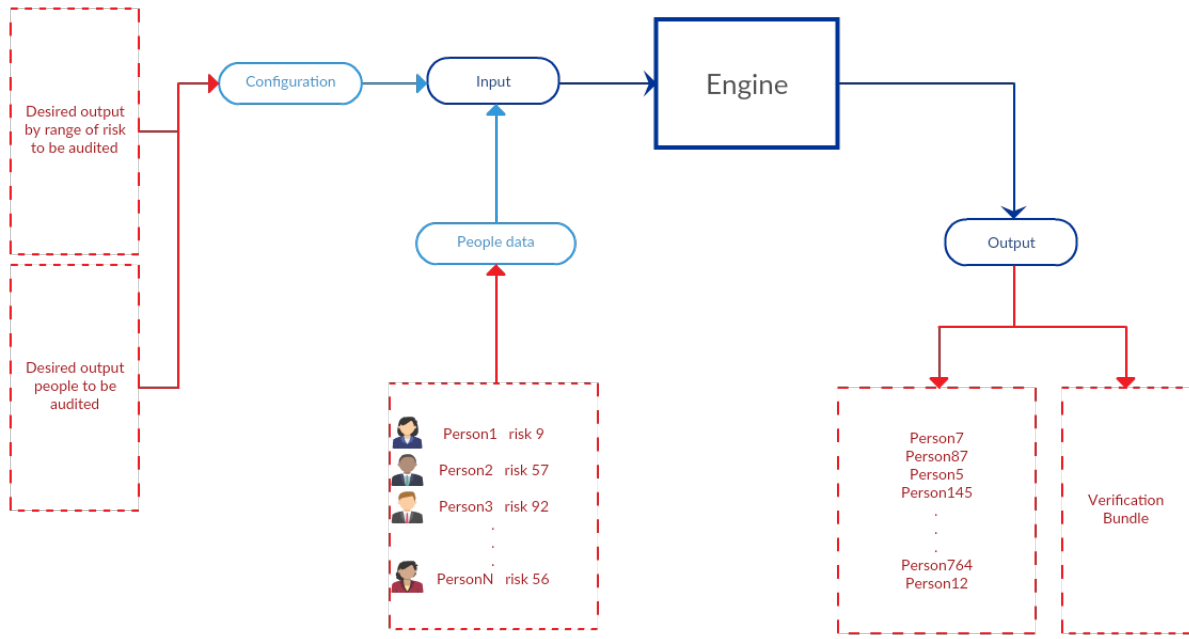 Desired output
by range of risk
to be audited
Configuration
Input
Engine
People data
Output
Desired output
people to be
audited
Person1 risk 9
Person2 risk 57
Person3 risk 92
.
.
.
PersonN risk 56
Person7
Person87
Person5
Person145
.
.
.
Person764
Person12
Verification
Bundle